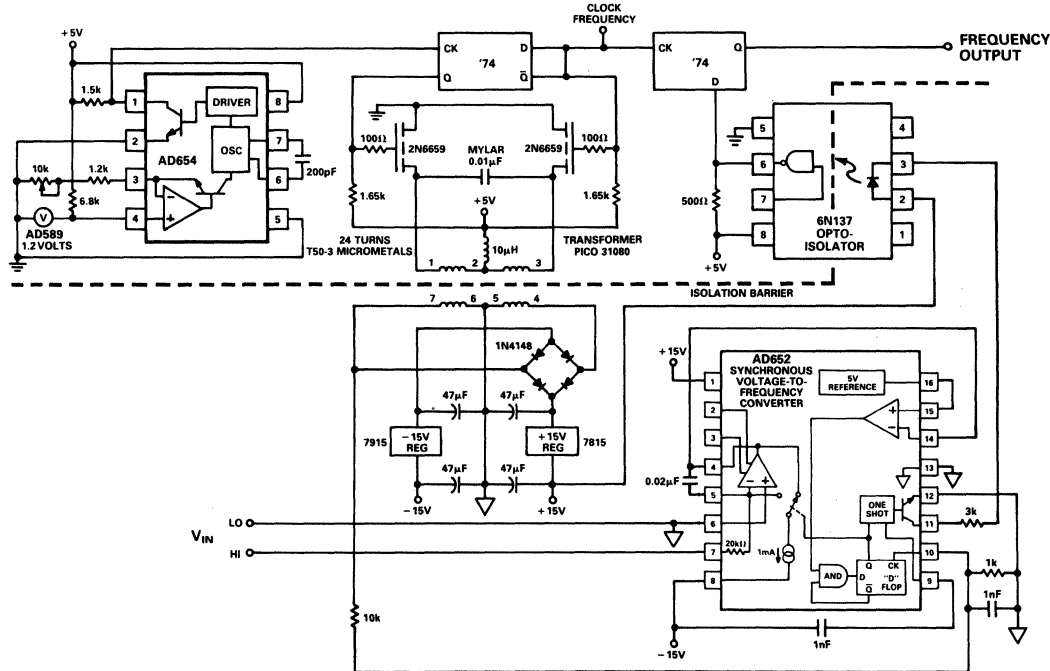 CLOCK
FREQUENCY
+5V
CK
D
Q
Q
'74
CK
Q
'74
D
FREQUENCY
OUTPUT
1.5k
1
2
3
4
8
7
6
5
DRIVER
OSC
AD654
200pF
10k
1.2k
6.8k
V
AD589
1.2 VOLTS
100Ω
2N6659
MYLAR
0.01µF
2N6659
100Ω
1.65k
1.65k
+5V
10µH
24 TURNS
T50-3 MICROMETALS
TRANSFORMER
PICO 31080
1
2
3
500Ω
+5V
5
6
7
8
4
3
2
1
6N137
OPTO-
ISOLATOR
ISOLATION BARRIER
7
6
5
4
1N4148
47µF
47µF
7915
−15V
REG
+15V
REG
7815
47µF
47µF
−15V
+15V
+15V
AD652
SYNCHRONOUS
VOLTAGE-TO-
FREQUENCY
CONVERTER
5V
REFERENCE
1
2
3
4
5
6
7
8
16
15
14
13
12
11
10
9
0.02µF
20kΩ
1mA
ONE
SHOT
AND
Q
CK
D
"D"
Q
FLOP
3k
1k
1nF
1nF
−15V
VIN
LO
HI
10k